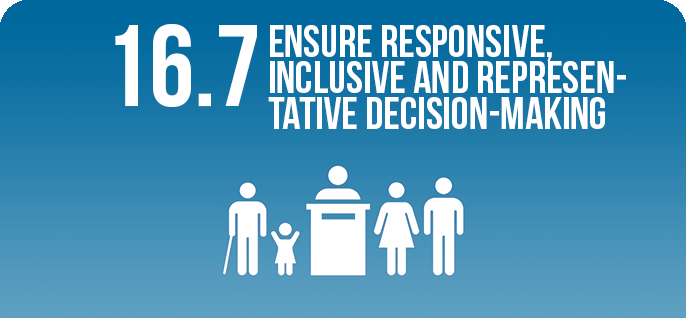 16.7
ENSURE RESPONSIVE,
INCLUSIVE AND REPRESEN-
TATIVE DECISION-MAKING